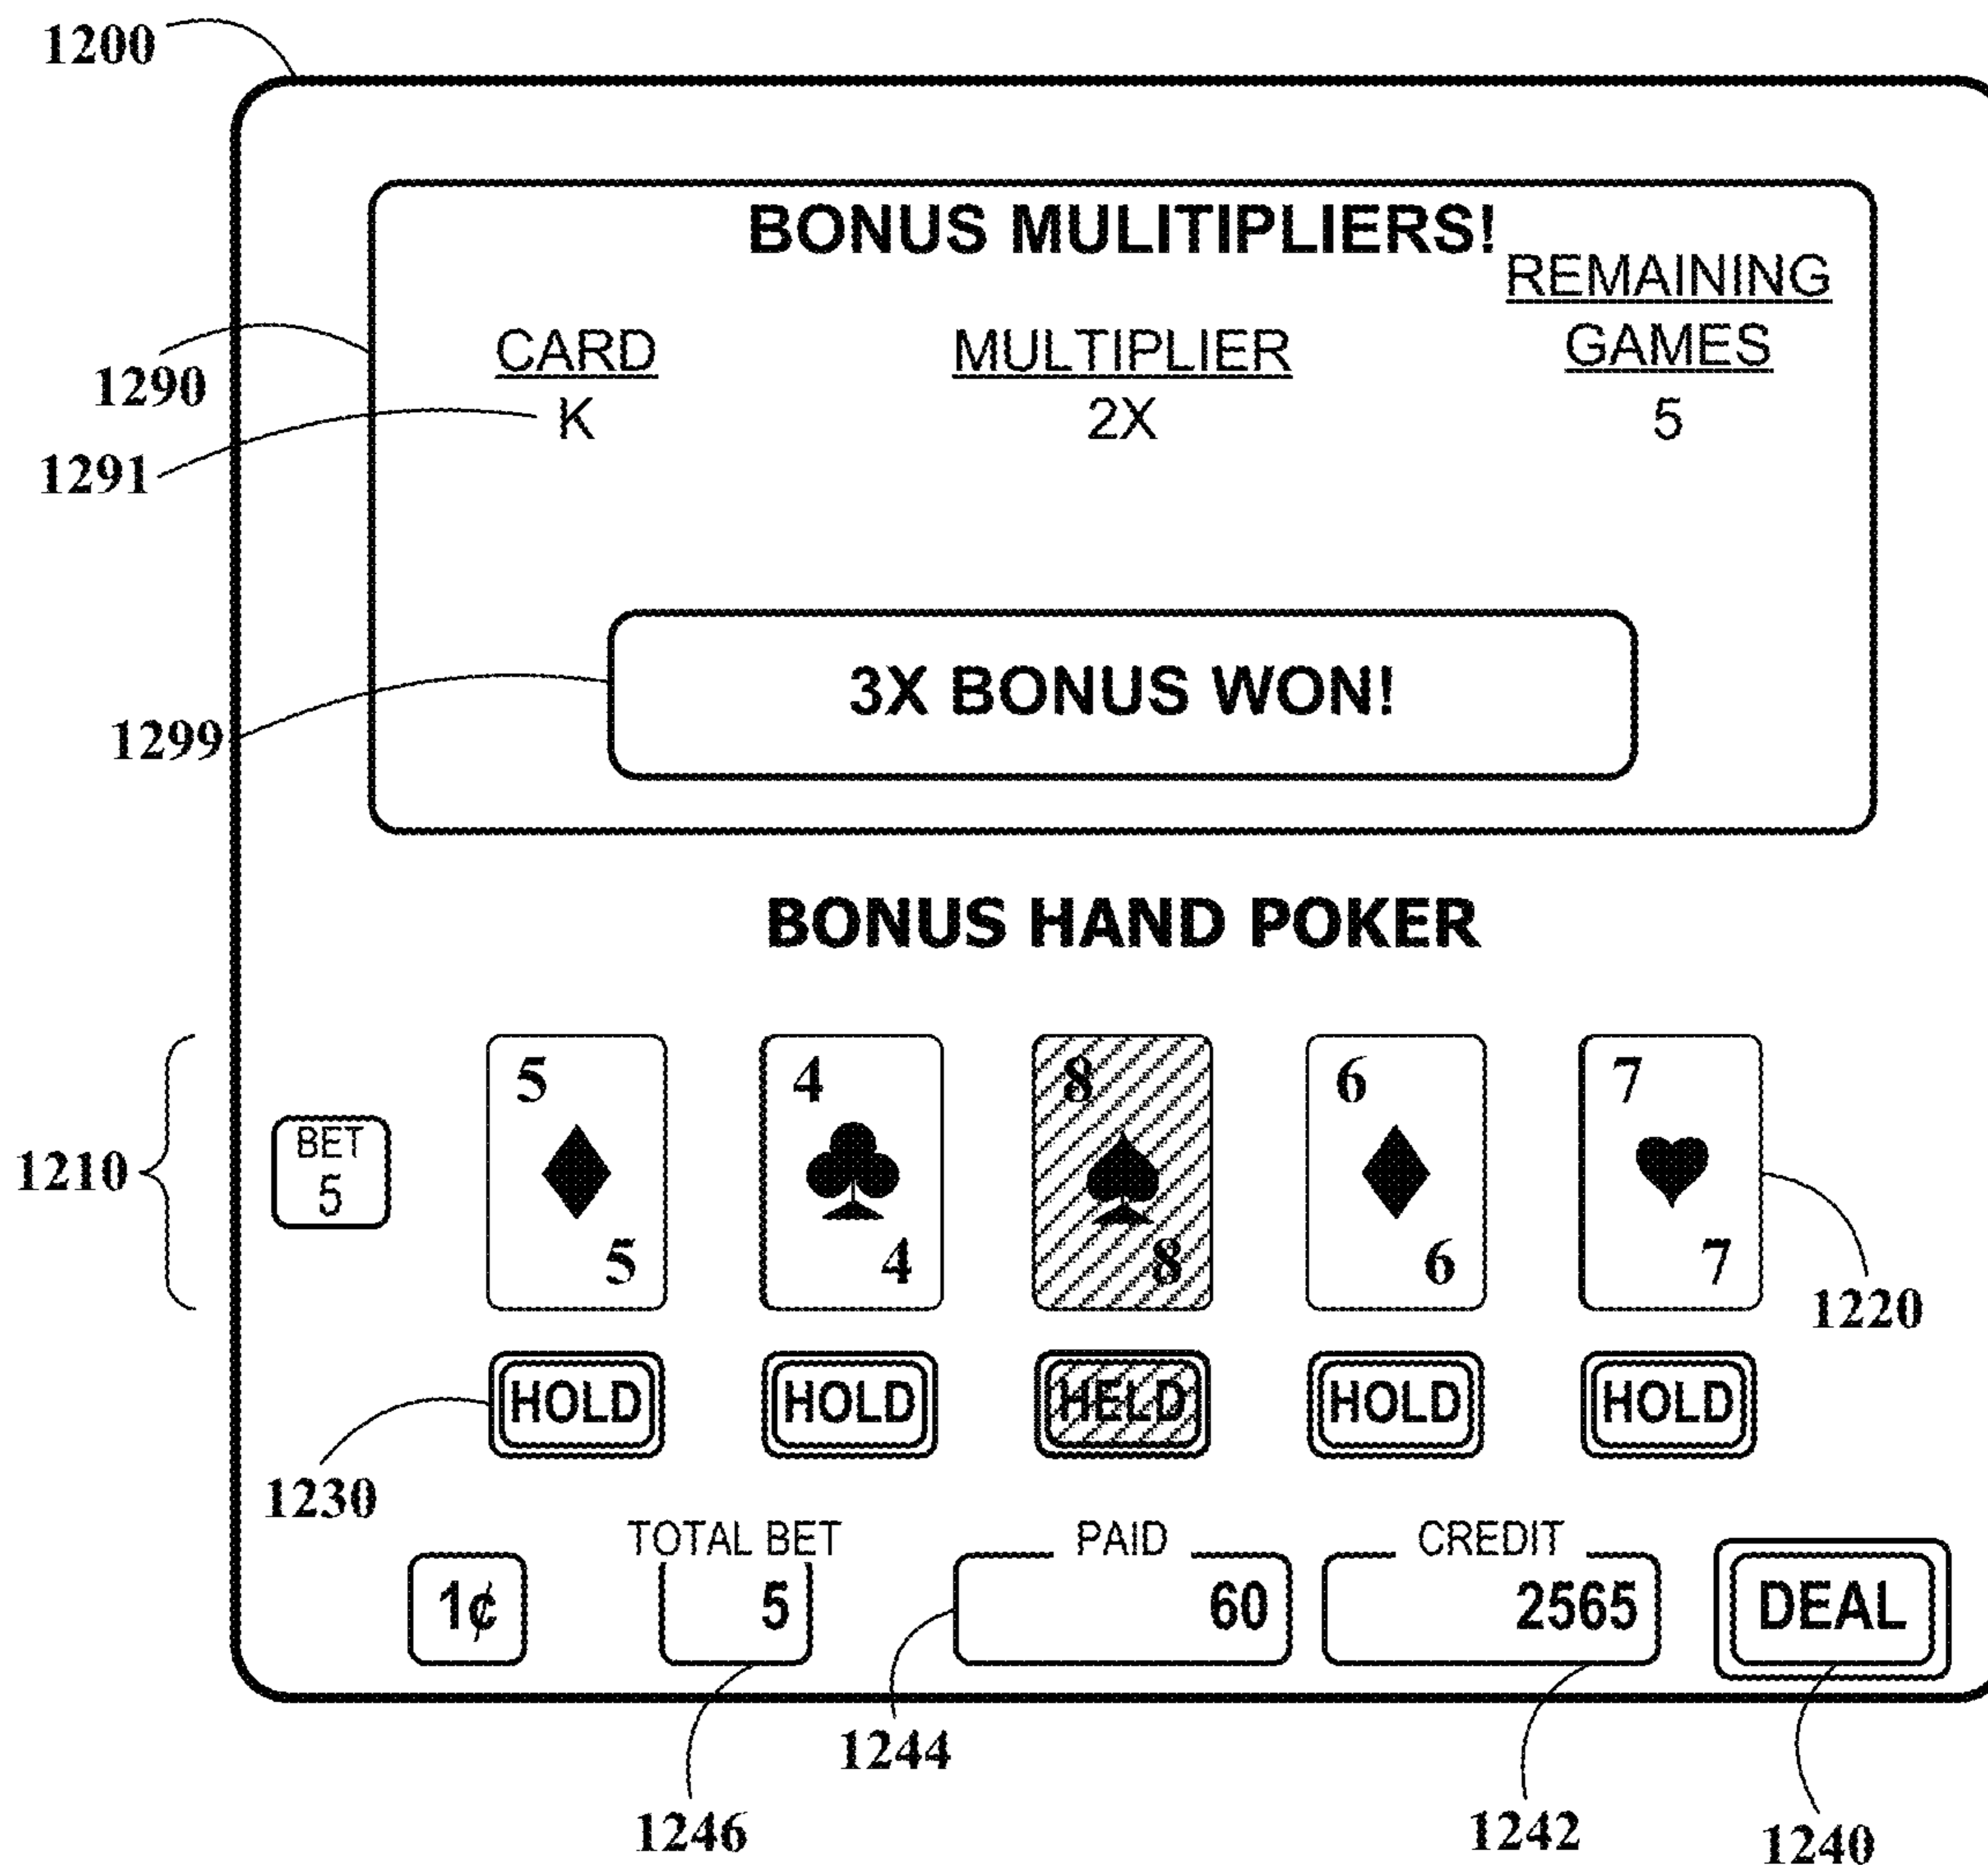 1200
BONUS MULITIPLIERS!
REMAINING
CARD MULTIPLIER GAMES
1290
K 2X 5
1291
3X BONUS WON!
1299
BONUS HAND POKER
5 4 8 6 7
BET
1210
5
5 4 8 6 7
1220
HOLD HOLD HELD HOLD HOLD
1230
TOTAL BET PAID CREDIT
1¢ 5 60 2565 DEAL
1244
1246 1242 1240